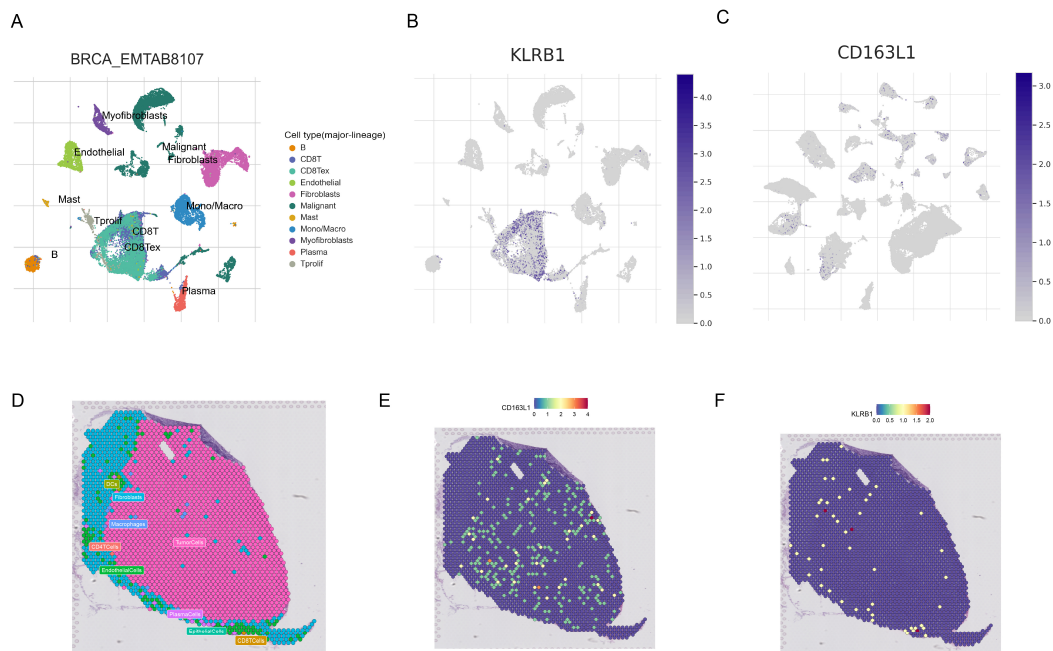 A
BRCA_EMTAB8107
Myofibroblasts
Endothelial
Malignant
Fibroblasts
Mast
Tprolif
Mono/Macro
CD8T
CD8Tex
B
Plasma
Cell type(major-lineage)
B
CD8T
CD8Tex
Endothelial
Fibroblasts
Malignant
Mast
Mono/Macro
Myofibroblasts
Plasma
Tprolif
B
KLRB1
4.0
3.5
3.0
2.5
2.0
1.5
1.0
0.5
0.0
C
CD163L1
3.0
2.5
2.0
1.5
1.0
0.5
0.0
D
DCs
Fibroblasts
Macrophages
TumorCells
CD4TCells
EndothelialCells
PlasmaCells
EpithelialCells
CD8TCells
E
CD163L1
0 1 2 3 4
F
KLRB1
0.0 0.5 1.0 1.5 2.0